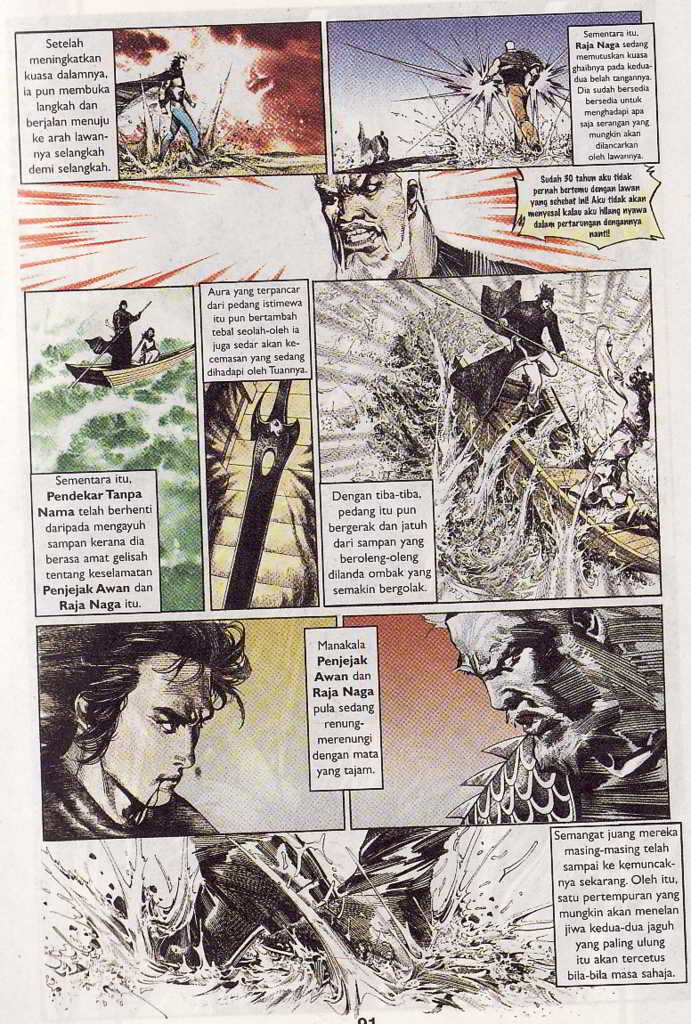 Setelah
meningkatkan
kuasa dalamnya,
ia pun membuka
langkah dan
berjalan menuju
ke arah lawan-
nya selangkah
demi selangkah.
Sementara itu,
Raja Naga sedang
memutuskan kuasa
ghaibnya pada kedua-
dua belah tangannya.
Dia sudah bersedia
bersedia untuk
menghadapi apa
saja serangan yang
mungkin akan
dilancarkan
oleh lawannya.
Sudah 30 tahun aku tidak
pernah bertemu dengan lawan
yang sehebat ini! Aku tidak akan
menyesal kalau aku hilang nyawa
dalam pertarungan dengannya
nanti!!
Aura yang terpancar
dari pedang istimewa
itu pun bertambah
tebal seolah-oleh ia
juga sedar akan ke-
cemasan yang sedang
dihadapi oleh Tuannya.
Sementara itu,
Pendekar Tanpa
Nama telah berhenti
daripada mengayuh
sampan kerana dia
berasa amat gelisah
tentang keselamatan
Penjejak Awan dan
Raja Naga itu.
Dengan tiba-tiba,
pedang itu pun
bergerak dan jatuh
dari sampan yang
beroleng-oleng
dilanda ombak yang
semakin bergolak.
Manakala
Penjejak
Awan dan
Raja Naga
pula sedang
renung-
merenungi
dengan mata
yang tajam.
Semangat juang mereka
masing-masing telah
sampai ke kemuncak-
nya sekarang. Oleh itu,
satu pertempuran yang
mungkin akan menelan
jiwa kedua-dua jaguh
yang paling ulung
itu akan tercetus
bila-bila masa sahaja.
91